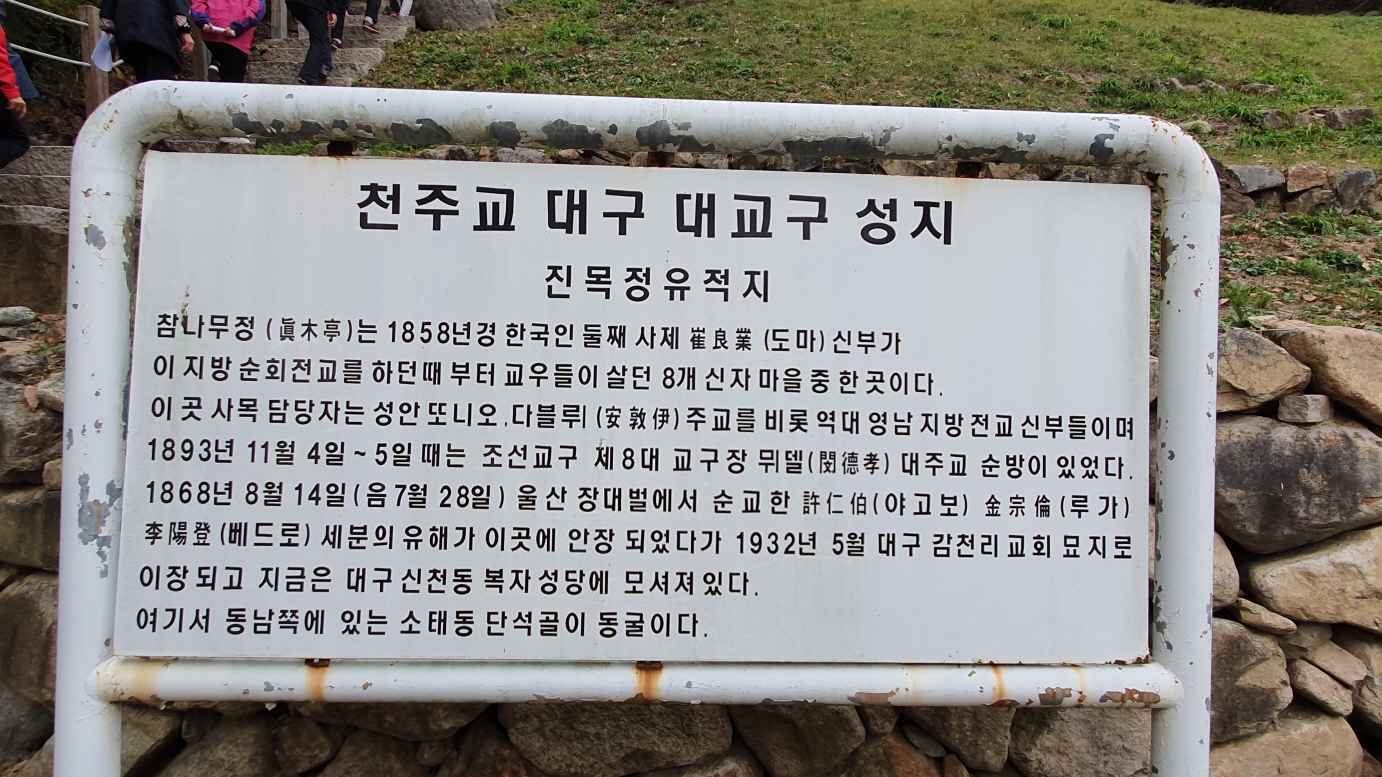 천주교 대구 대교구 성지
진목정유적지
참나무정 (眞木亭)는 1858년경 한국인 둘째 사제 崔良業 (도마) 신부가
이 지방 순회전교를 하던때 부터 교우들이 살던 8개 신자 마을 중 한 곳이다.
이 곳 사목 담당자는 성안 또니오.다블뤼 (安敦伊) 주교를 비롯 역대 영남 지방 전교 신부들이며
1893년 11월 4일 ~ 5일 때는 조선교구 제8대 교구장 뮈델(閔德孝) 대주교 순방이 있었다.
1868년 8월 14일(음 7월 28일) 울산 장대벌에서 순교한 許仁伯(야고보) 金宗倫(루가)
李陽登(베드로) 세분의 유해가 이곳에 안장 되었다가 1932년 5월 대구 감천리교회 묘지로
이장 되고 지금은 대구 신천동 복자 성당에 모셔져 있다.
여기서 동남쪽에 있는 소태동 단석골이 동굴이다.